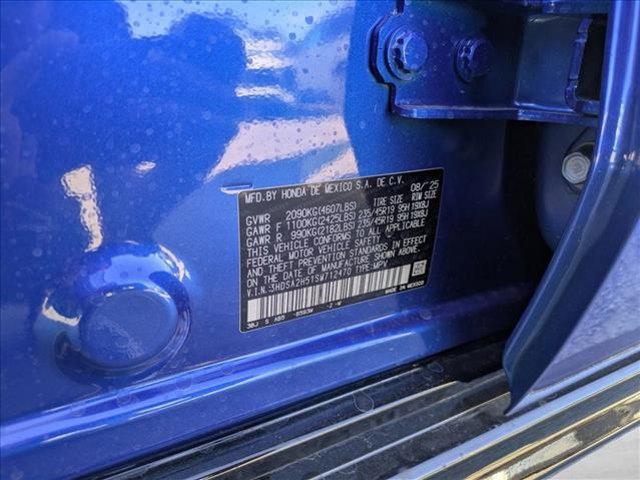 MFD. BY HONDA DE MEXICO S.A. DE C.V. 08/'25
TIRE SIZE RIM SIZE
GVWR 2090KG(4607LBS)
GAWR F 1100KG(2425LBS) 235/45R19 95H 19X8J
GAWR R 990KG(2182LBS) 235/45R19 95H 19X8J
THIS VEHICLE CONFORMS TO ALL APPLICABLE
FEDERAL MOTOR VEHICLE SAFETY
AND THEFT PREVENTION STANDARDS IN EFFECT
ON THE DATE OF MANUFACTURE SHOWN ABOVE.
V.I.N.:3HDSA2H51SM712470 TYPE:MPV
MADE IN MEXICO